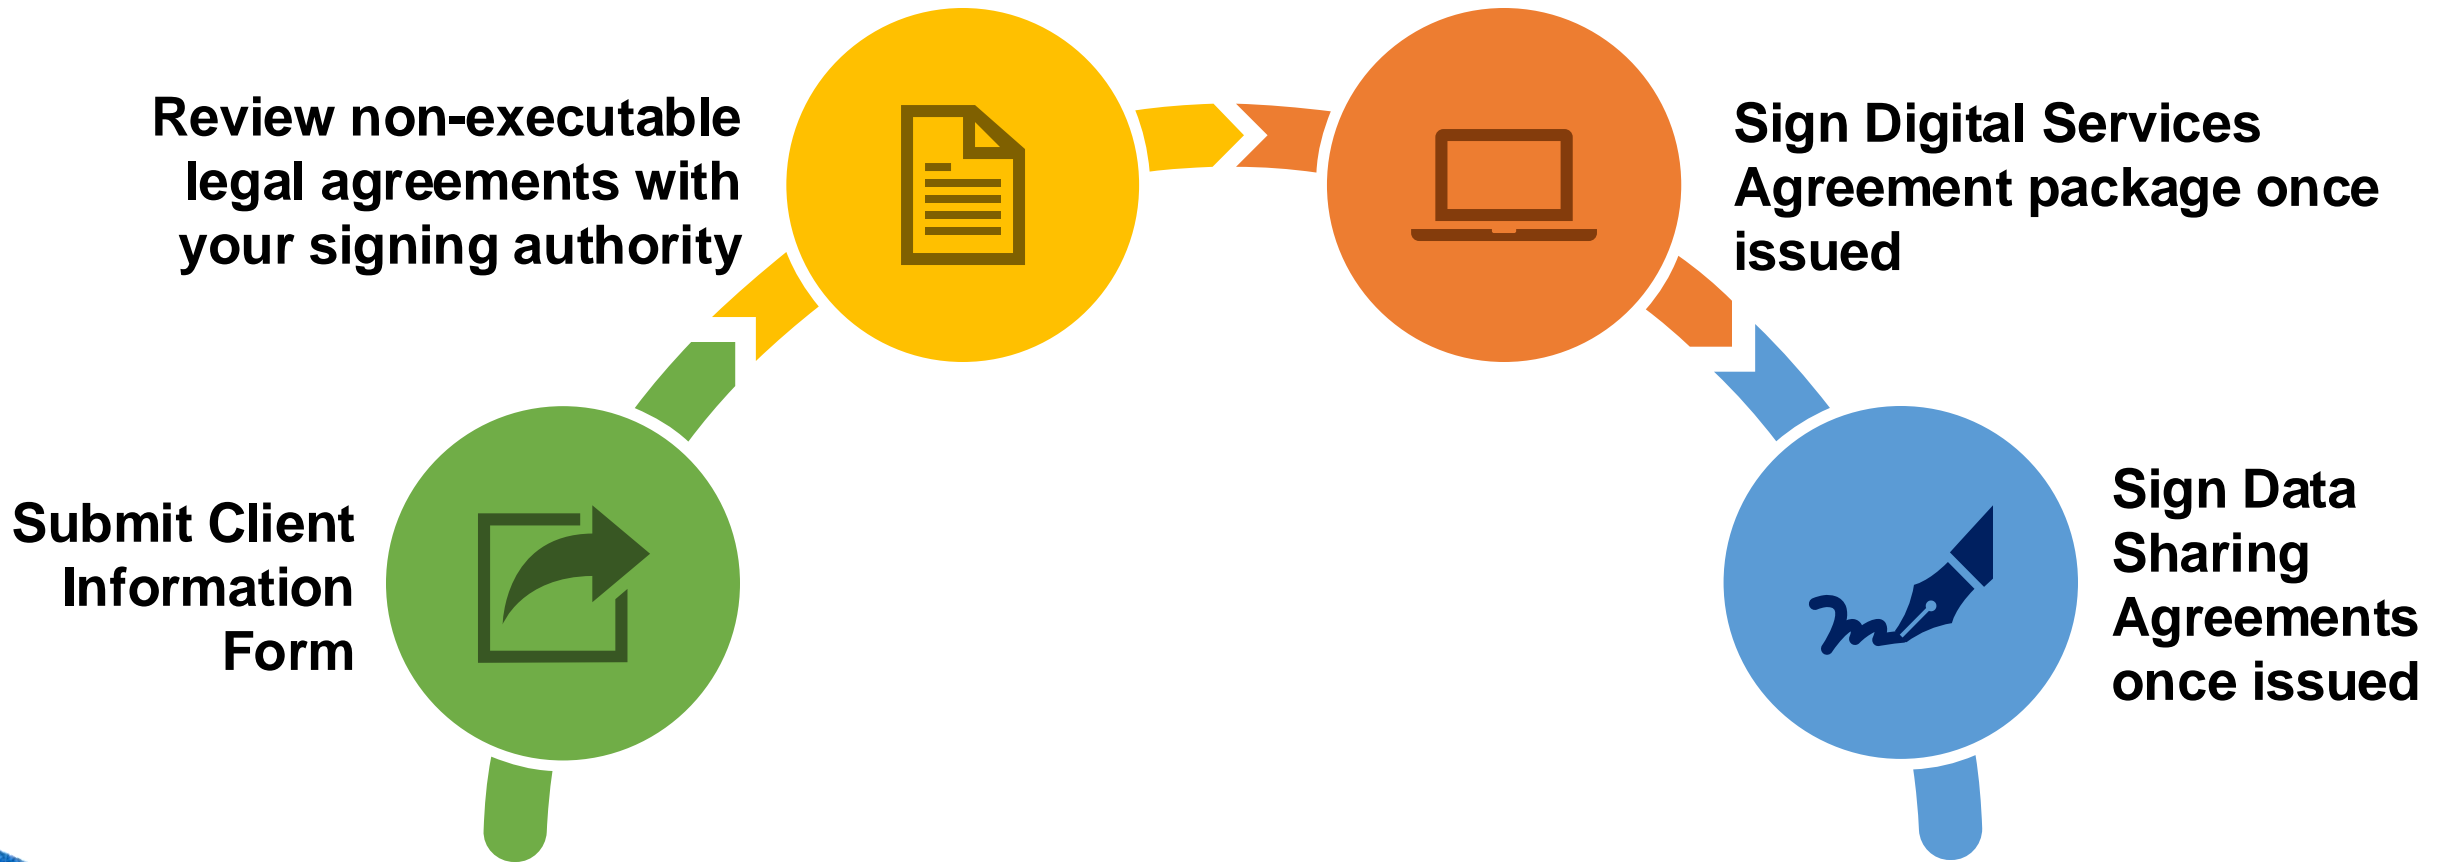 Submit Client
Information
Form
Review non-executable
legal agreements with
your signing authority
Sign Digital Services
Agreement package once
issued
Sign Data
Sharing
Agreements
once issued